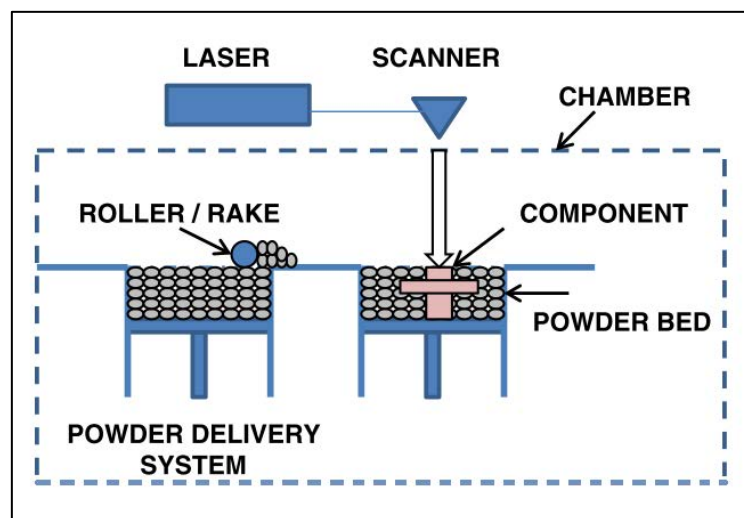 LASER
SCANNER
CHAMBER
ROLLER / RAKE
COMPONENT
POWDER BED
POWDER DELIVERY
SYSTEM